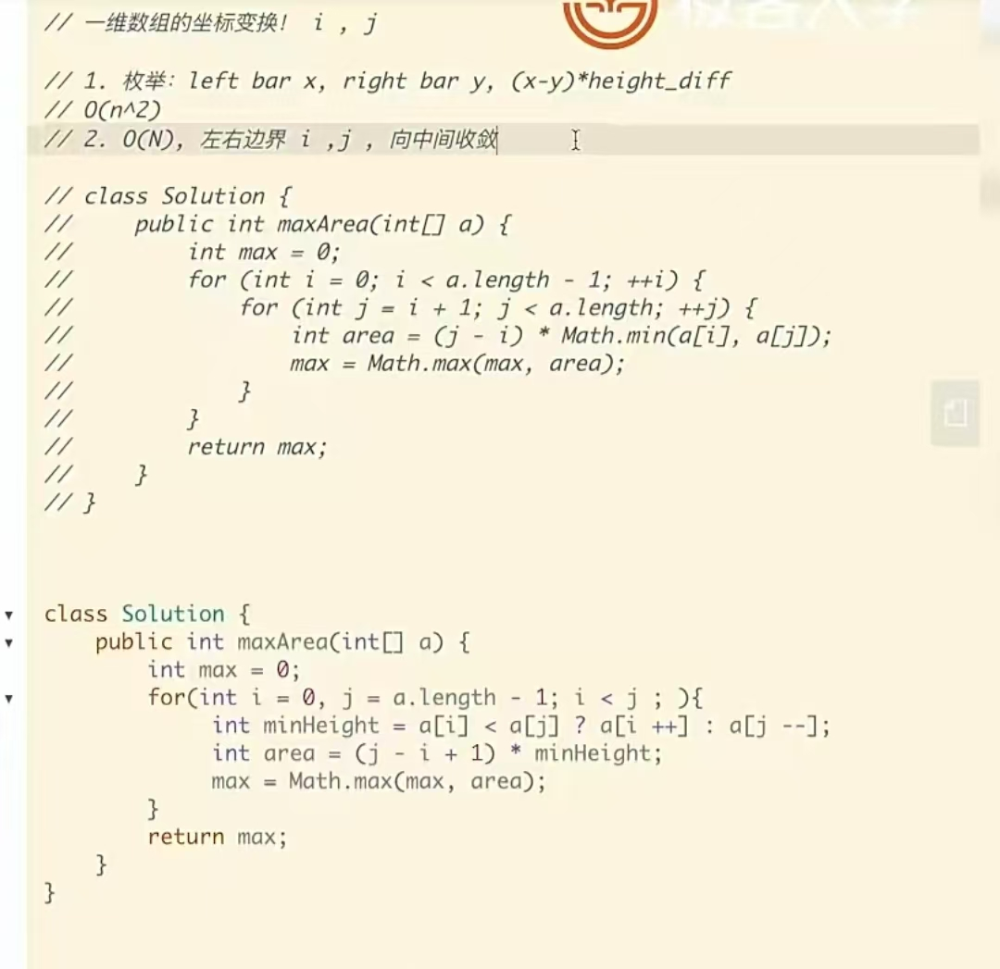 // 一维数组的坐标变换! i , j
// 1. 枚举: left bar x, right bar y, (x-y)*height_diff
// O(n^2)
// 2. O(N), 左右边界 i ,j , 向中间收敛
// class Solution {
//     public int maxArea(int[] a) {
//         int max = 0;
//         for (int i = 0; i < a.length - 1; ++i) {
//             for (int j = i + 1; j < a.length; ++j) {
//                 int area = (j - i) * Math.min(a[i], a[j]);
//                 max = Math.max(max, area);
//             }
//         }
//         return max;
//     }
// }
class Solution {
    public int maxArea(int[] a) {
        int max = 0;
        for(int i = 0, j = a.length - 1; i < j ; ){
             int minHeight = a[i] < a[j] ? a[i ++] : a[j --];
             int area = (j - i + 1) * minHeight;
             max = Math.max(max, area);
        }
        return max;
    }
}